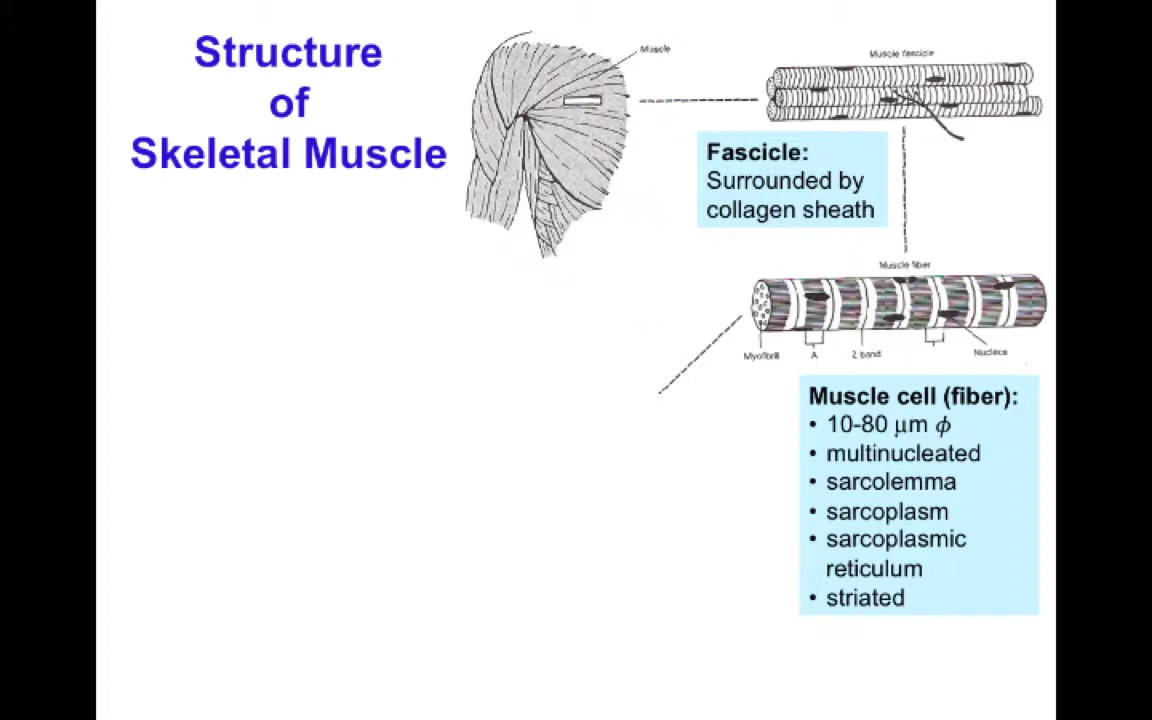 Structure
of
Skeletal Muscle
Muscle
Muscle fascicle
Fascicle:
Surrounded by
collagen sheath
Muscle fiber
Myofibril
A
Z band
Muscle cell (fiber):
• 10-80 μm ϕ
• multinucleated
• sarcolemma
• sarcoplasm
• sarcoplasmic
reticulum
• striated